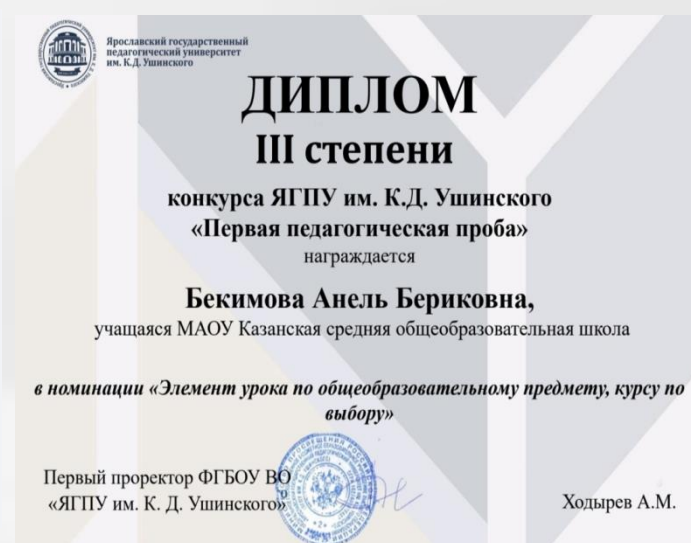 Ярославский государственный
педагогический университет
им. К.Д. Ушинского
ДИПЛОМ
III степени
конкурса ЯГПУ им. К.Д. Ушинского
«Первая педагогическая проба»
награждается
Бекимова Анель Бериковна,
учащаяся МАОУ Казанская средняя общеобразовательная школа
в номинации «Элемент урока по общеобразовательному предмету, курсу по
выбору»
Первый проректор ФГБОУ ВО
«ЯГПУ им. К. Д. Ушинского»
Ходырев А.М.